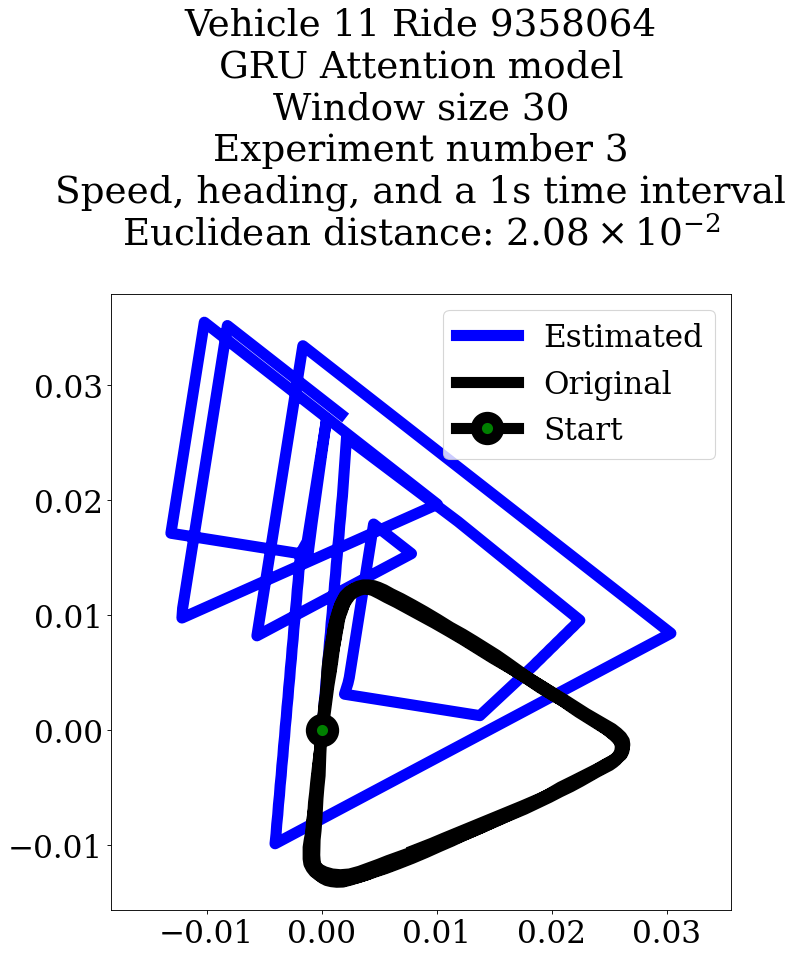 Vehicle 11 Ride 9358064
GRU Attention model
Window size 30
Experiment number 3
Speed, heading, and a 1s time interval
Euclidean distance: 2.08 × 10⁻²
Estimated
Original
Start
0.03
0.02
0.01
0.00
−0.01
−0.01 0.00 0.01 0.02 0.03